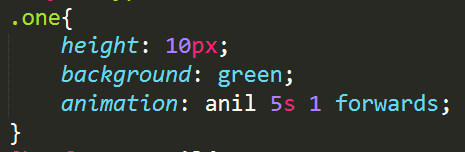 .one{
height: 10px;
background: green;
animation: anil 5s 1 forwards;
}